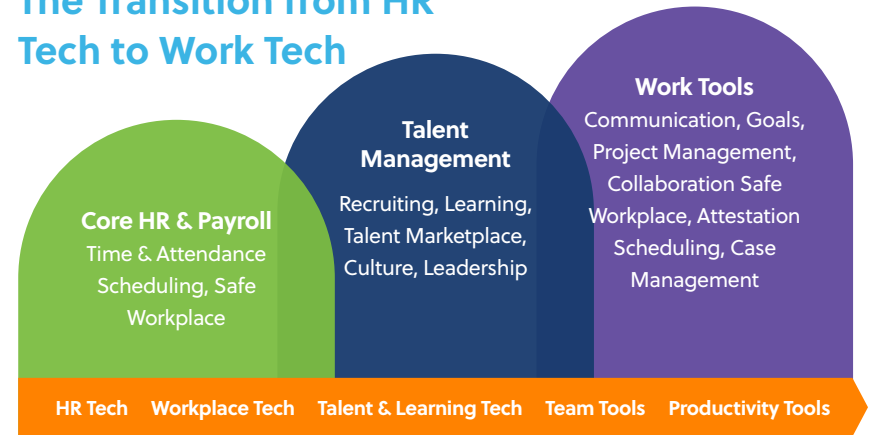 The Transition from HR
Tech to Work Tech
Core HR & Payroll
Time & Attendance
Scheduling, Safe
Workplace
Talent
Management
Recruiting, Learning,
Talent Marketplace,
Culture, Leadership
Work Tools
Communication, Goals,
Project Management,
Collaboration Safe
Workplace, Attestation
Scheduling, Case
Management
HR Tech Workplace Tech Talent & Learning Tech Team Tools Productivity Tools